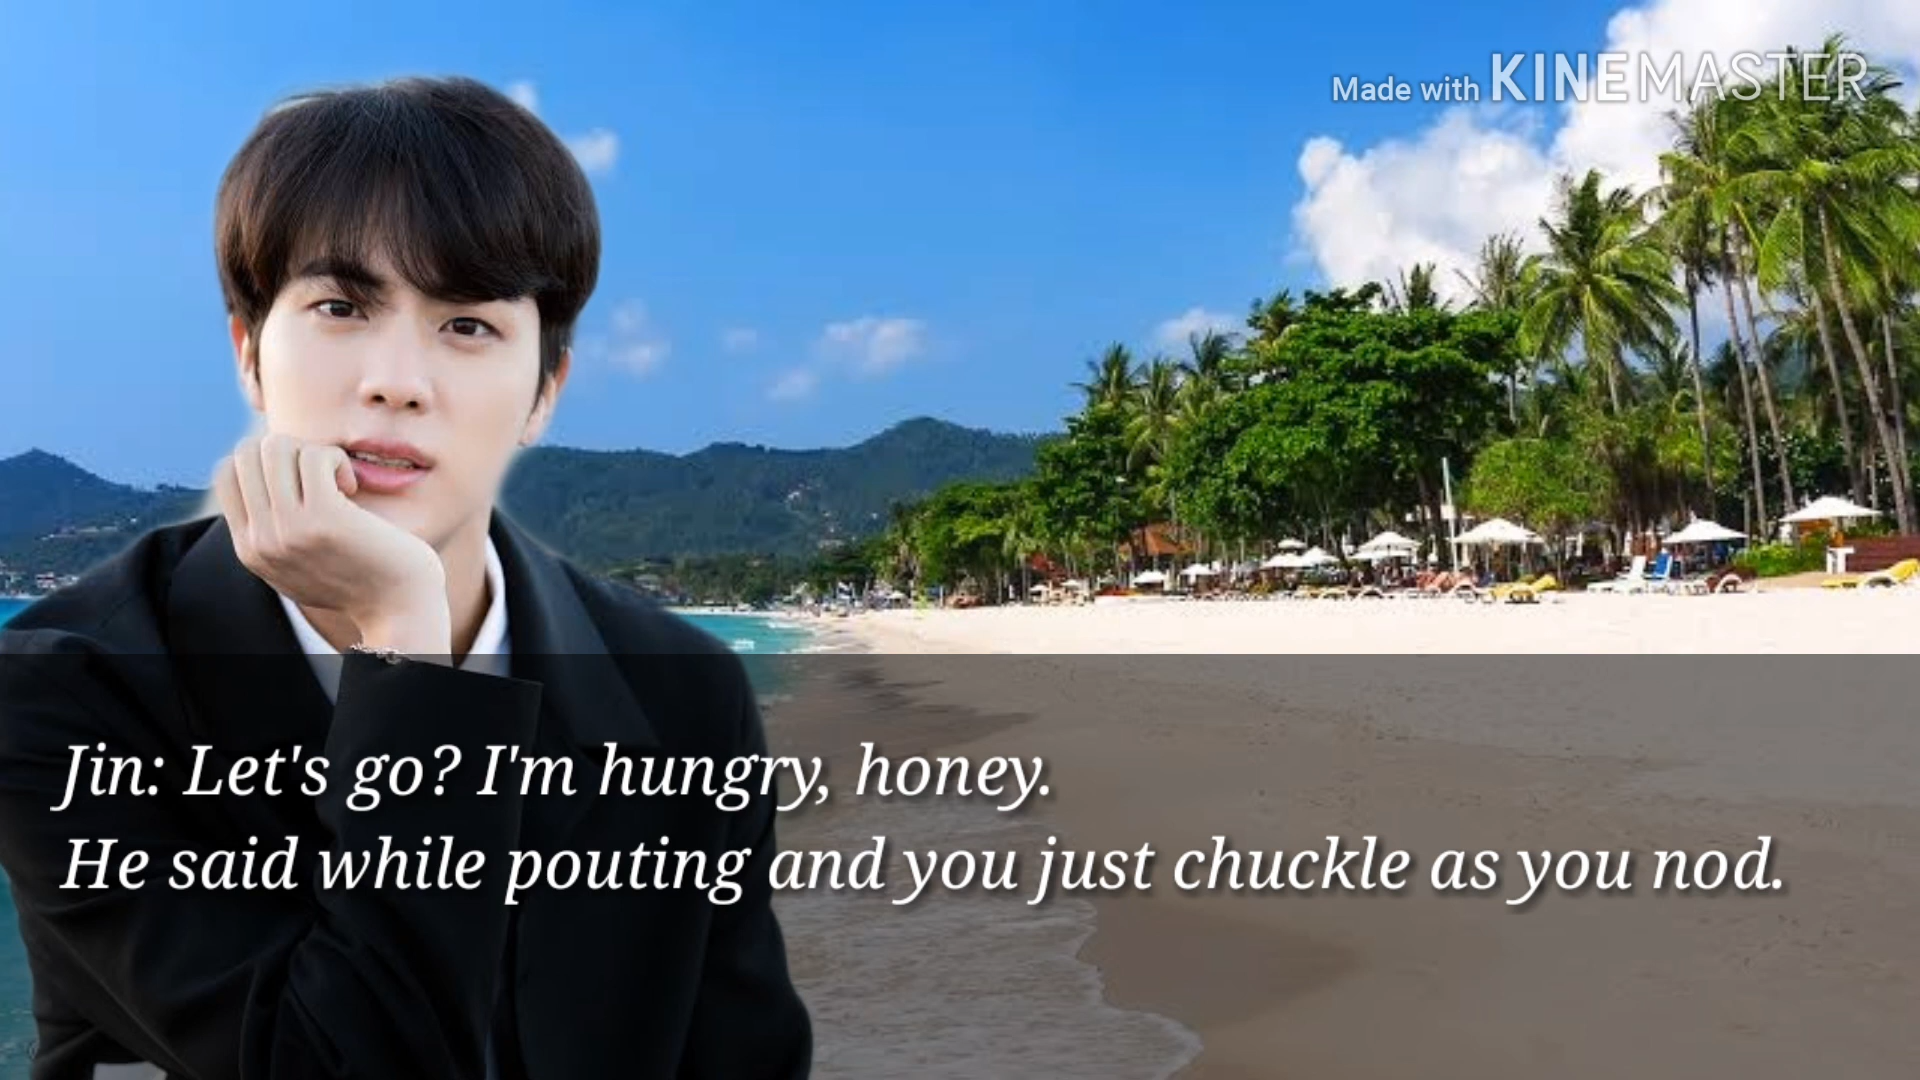 Made with KINEMASTER
Jin: Let's go? I'm hungry, honey.
He said while pouting and you just chuckle as you nod.